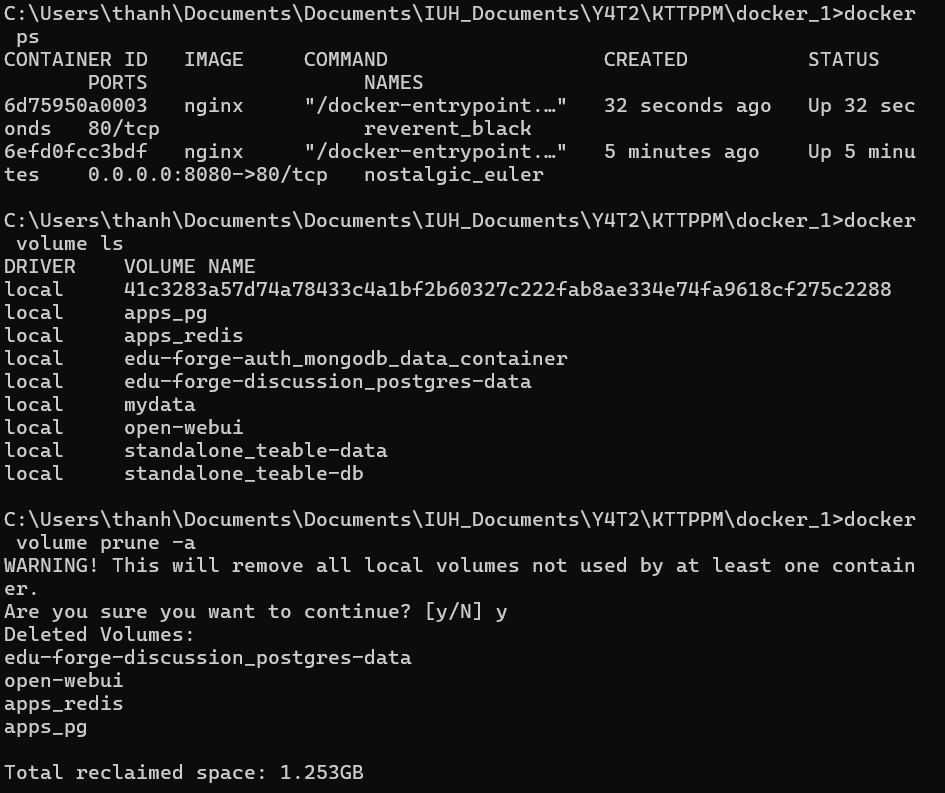 C:\Users\thanh\Documents\Documents\IUH_Documents\Y4T2\KTTPPM\docker_1>docker
 ps
CONTAINER ID   IMAGE     COMMAND                  CREATED          STATUS
       PORTS                  NAMES
6d75950a0003   nginx     "/docker-entrypoint.…"   32 seconds ago   Up 32 sec
onds   80/tcp                 reverent_black
6efd0fcc3bdf   nginx     "/docker-entrypoint.…"   5 minutes ago    Up 5 minu
tes    0.0.0.0:8080->80/tcp   nostalgic_euler
C:\Users\thanh\Documents\Documents\IUH_Documents\Y4T2\KTTPPM\docker_1>docker
 volume ls
DRIVER    VOLUME NAME
local     41c3283a57d74a78433c4a1bf2b60327c222fab8ae334e74fa9618cf275c2288
local     apps_pg
local     apps_redis
local     edu-forge-auth_mongodb_data_container
local     edu-forge-discussion_postgres-data
local     mydata
local     open-webui
local     standalone_teable-data
local     standalone_teable-db
C:\Users\thanh\Documents\Documents\IUH_Documents\Y4T2\KTTPPM\docker_1>docker
 volume prune -a
WARNING! This will remove all local volumes not used by at least one contain
er.
Are you sure you want to continue? [y/N] y
Deleted Volumes:
edu-forge-discussion_postgres-data
open-webui
apps_redis
apps_pg
Total reclaimed space: 1.253GB